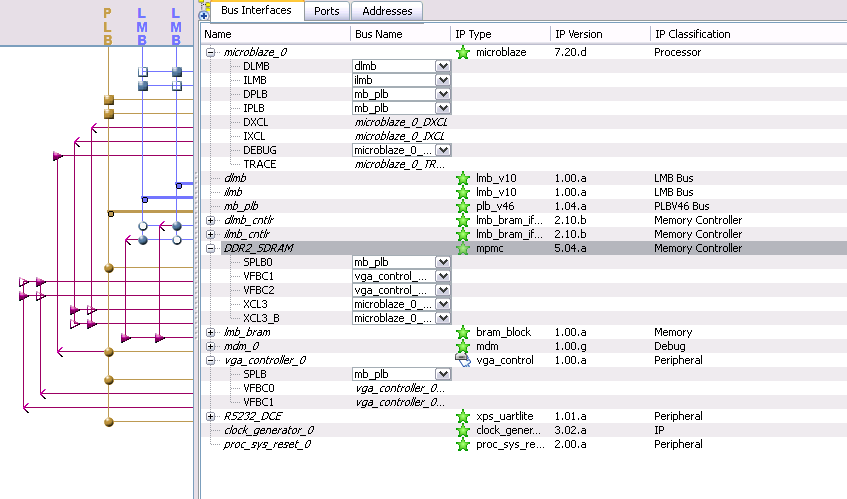 Bus Interfaces Ports Addresses
P L L
L M M
B B B
Name Bus Name IP Type IP Version IP Classification
microblaze_0 microblaze 7.20.d Processor
DLMB dlmb
ILMB ilmb
DPLB mb_plb
IPLB mb_plb
DXCL microblaze_0_DXCL
IXCL microblaze_0_IXCL
DEBUG microblaze_0_...
TRACE microblaze_0_TR...
dlmb lmb_v10 1.00.a LMB Bus
ilmb lmb_v10 1.00.a LMB Bus
mb_plb plb_v46 1.04.a PLBV46 Bus
dlmb_cntlr lmb_bram_if... 2.10.b Memory Controller
ilmb_cntlr lmb_bram_if... 2.10.b Memory Controller
DDR2_SDRAM mpmc 5.04.a Memory Controller
SPLB0 mb_plb
VFBC1 vga_control_...
VFBC2 vga_control_...
XCL3 microblaze_0_...
XCL3_B microblaze_0_...
lmb_bram bram_block 1.00.a Memory
mdm_0 mdm 1.00.g Debug
vga_controller_0 vga_control 1.00.a Peripheral
SPLB mb_plb
VFBC0 vga_controller_0...
VFBC1 vga_controller_0...
RS232_DCE xps_uartlite 1.01.a Peripheral
clock_generator_0 clock_gener... 3.02.a IP
proc_sys_reset_0 proc_sys_re... 2.00.a Peripheral